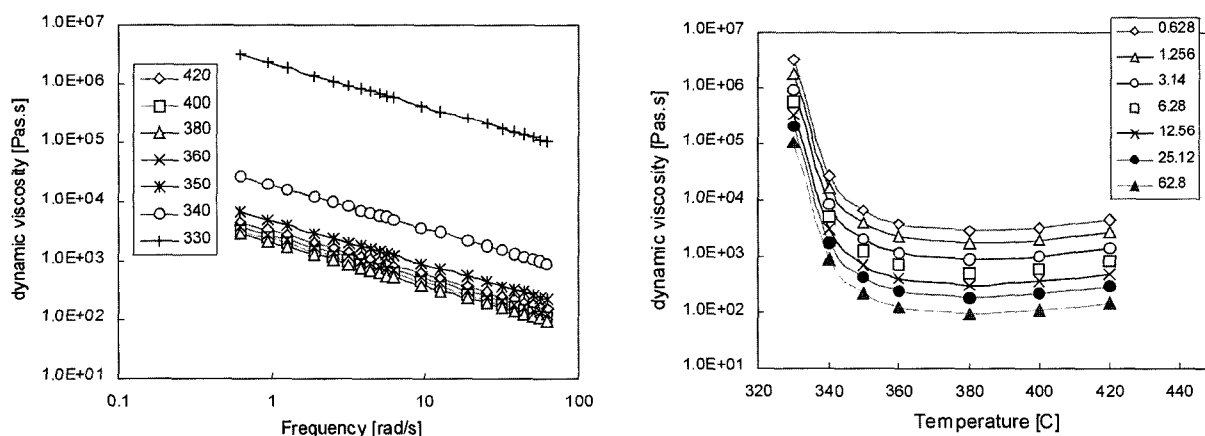 1.0E+07
1.0E+06
1.0E+05
1.0E+04
1.0E+03
1.0E+02
1.0E+01
dynamic viscosity [Pas.s]
420
400
380
360
350
340
330
0.1
1
10
100
Frequency [rad/s]
1.0E+07
1.0E+06
1.0E+05
1.0E+04
1.0E+03
1.0E+02
1.0E+01
dynamic viscosity [Pas.s]
0.628
1.256
3.14
6.28
12.56
25.12
62.8
320
340
360
380
400
420
440
Temperature [C]